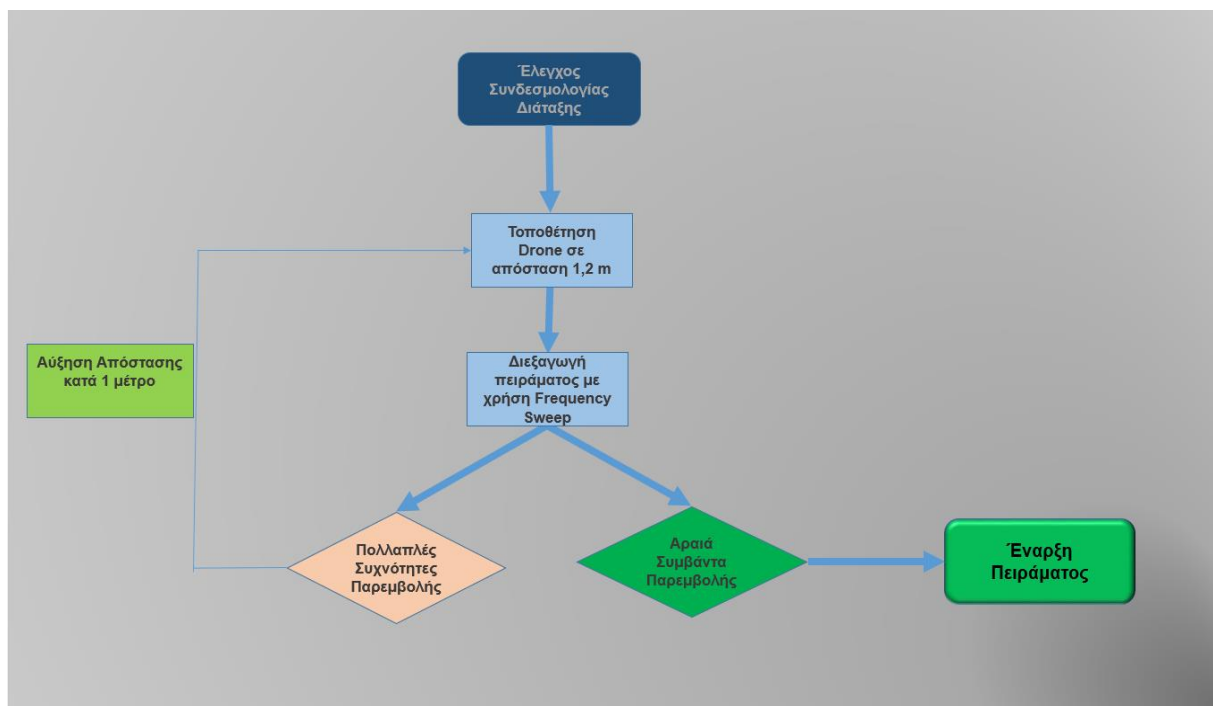 Έλεγχος
Συνδεσμολογίας
Διάταξης
Τοποθέτηση
Drone σε
απόσταση 1,2 m
Αύξηση Απόστασης
κατά 1 μέτρο
Διεξαγωγή
πειράματος με
χρήση Frequency
Sweep
Πολλαπλές
Συχνότητες
Παρεμβολής
Αραιά
Συμβάντα
Παρεμβολής
Έναρξη
Πειράματος